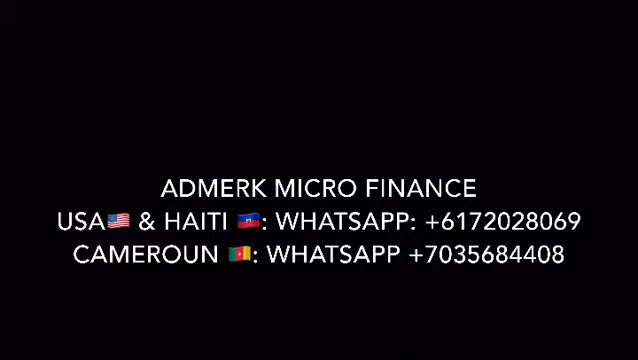 ADMERK MICRO FINANCE
USA🇺🇸 & HAITI 🇭🇹: WHATSAPP: +6172028069
CAMEROUN 🇨🇲: WHATSAPP +7035684408